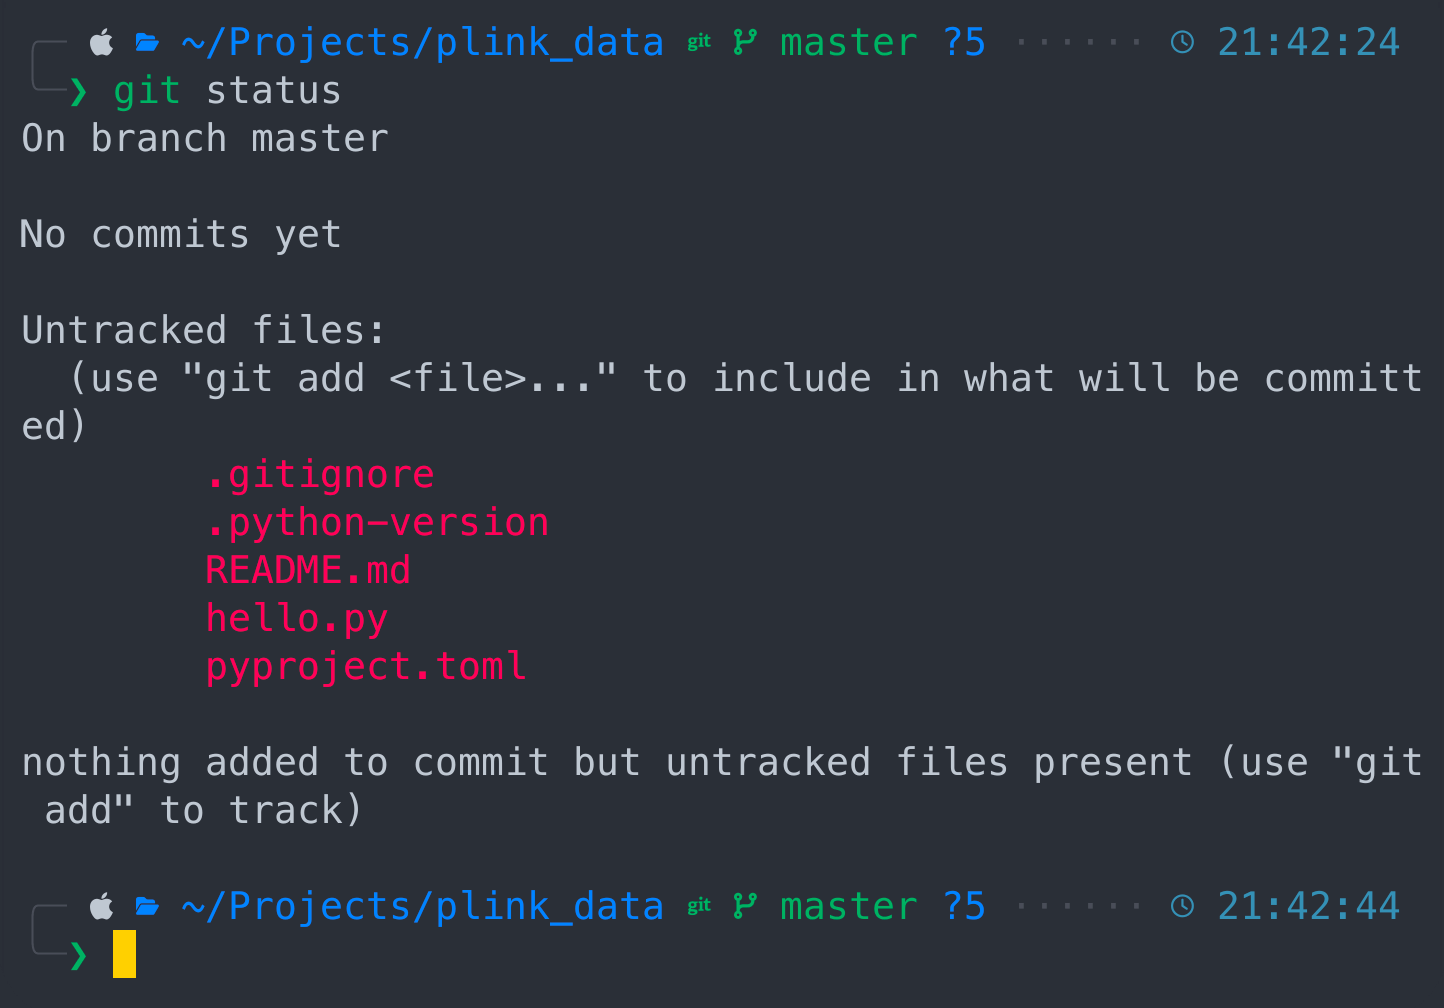 ~/Projects/plink_data git master ?5 ······ 21:42:24
❯ git status
On branch master
No commits yet
Untracked files:
(use "git add <file>..." to include in what will be committ
ed)
.gitignore
.python-version
README.md
hello.py
pyproject.toml
nothing added to commit but untracked files present (use "git
add" to track)
~/Projects/plink_data git master ?5 ······ 21:42:44
❯